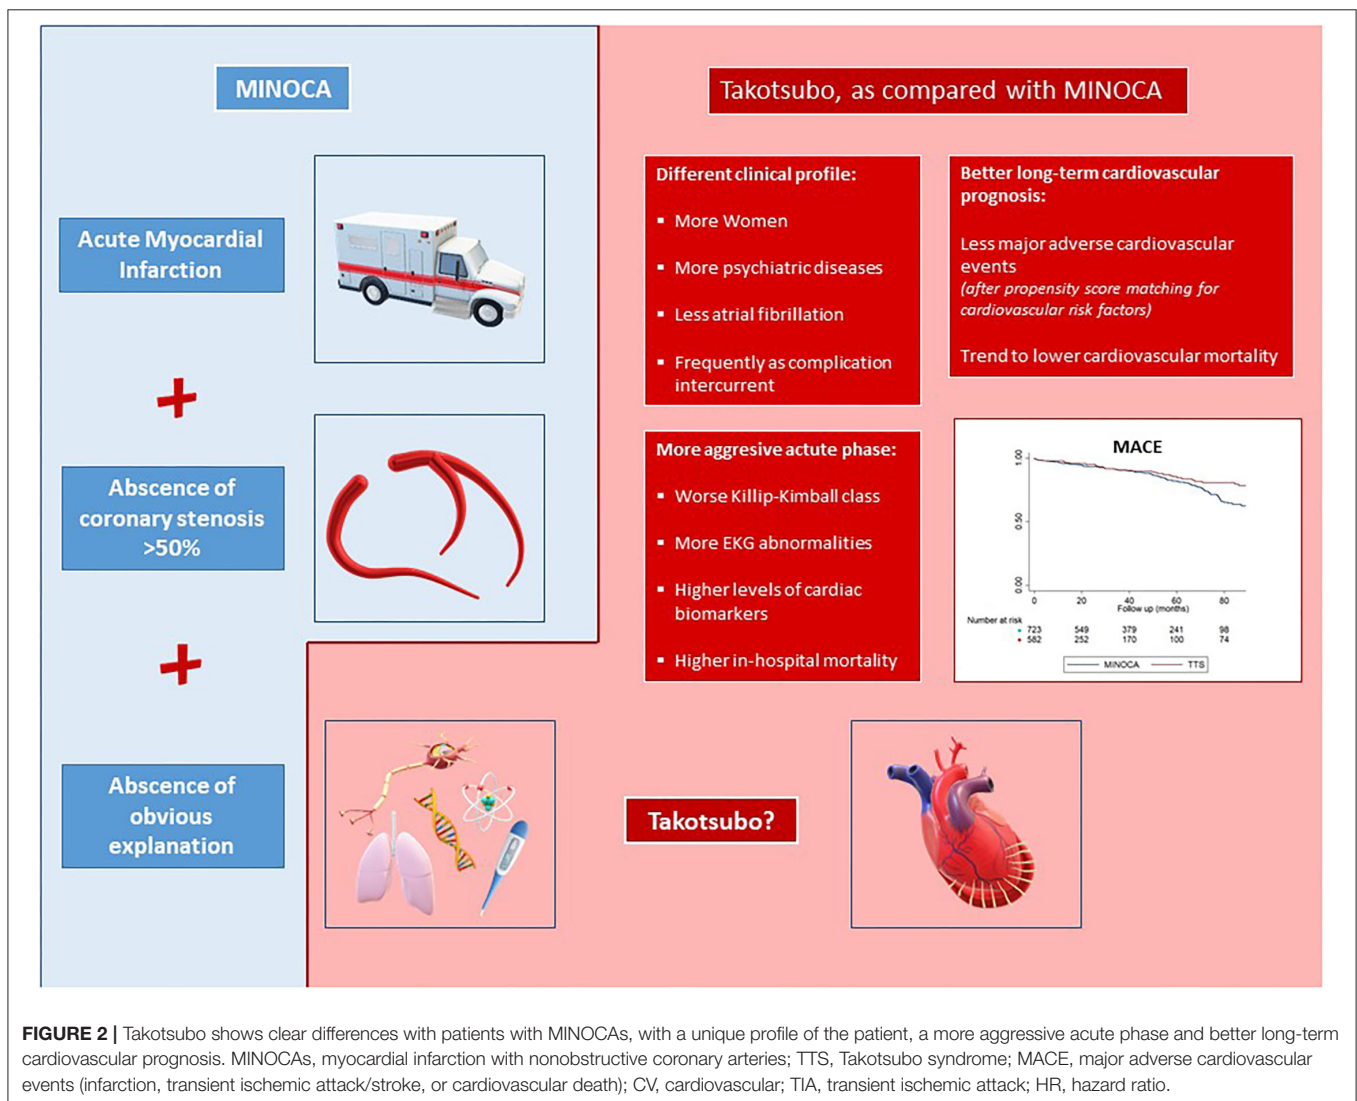 MINOCA
Acute Myocardial
Infarction
Abscence of
coronary stenosis
>50%
Abscence of
obvious
explanation
Takotsubo, as compared with MINOCA
Different clinical profile:
▪ More Women
▪ More psychiatric diseases
▪ Less atrial fibrillation
▪ Frequently as complication
intercurrent
Better long-term cardiovascular
prognosis:
Less major adverse cardiovascular
events
(after propensity score matching for
cardiovascular risk factors)
Trend to lower cardiovascular mortality
More aggresive actute phase:
▪ Worse Killip-Kimball class
▪ More EKG abnormalities
▪ Higher levels of cardiac
biomarkers
▪ Higher in-hospital mortality
MACE
1.00
0.50
0.00
0 20 40 60 80
Follow up (months)
Number at risk
723 549 379 241 98
582 252 170 100 74
MINOCA TTS
Takotsubo?
FIGURE 2 | Takotsubo shows clear differences with patients with MINOCAs, with a unique profile of the patient, a more aggressive acute phase and better long-term
cardiovascular prognosis. MINOCAs, myocardial infarction with nonobstructive coronary arteries; TTS, Takotsubo syndrome; MACE, major adverse cardiovascular
events (infarction, transient ischemic attack/stroke, or cardiovascular death); CV, cardiovascular; TIA, transient ischemic attack; HR, hazard ratio.